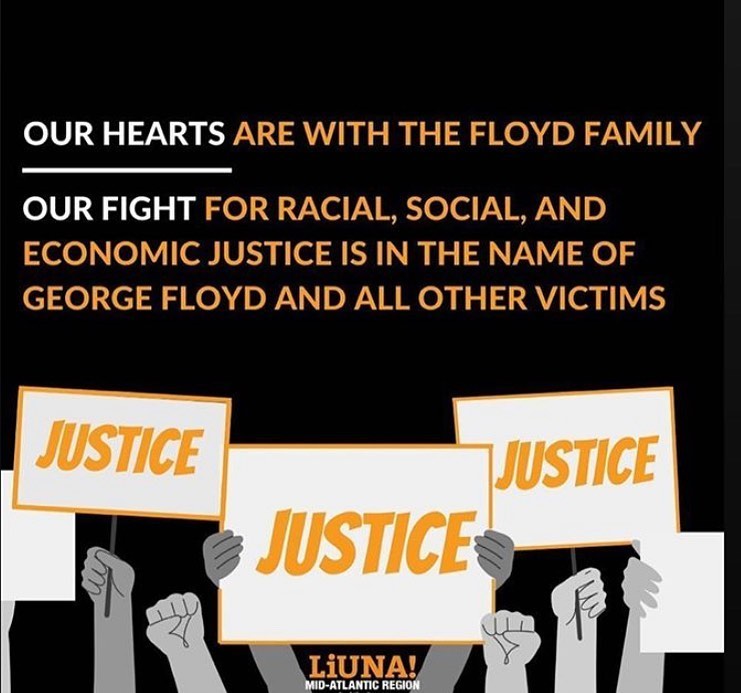 OUR HEARTS ARE WITH THE FLOYD FAMILY
OUR FIGHT FOR RACIAL, SOCIAL, AND
ECONOMIC JUSTICE IS IN THE NAME OF
GEORGE FLOYD AND ALL OTHER VICTIMS
JUSTICE
JUSTICE
JUSTICE
LiUNA!
MID-ATLANTIC REGION